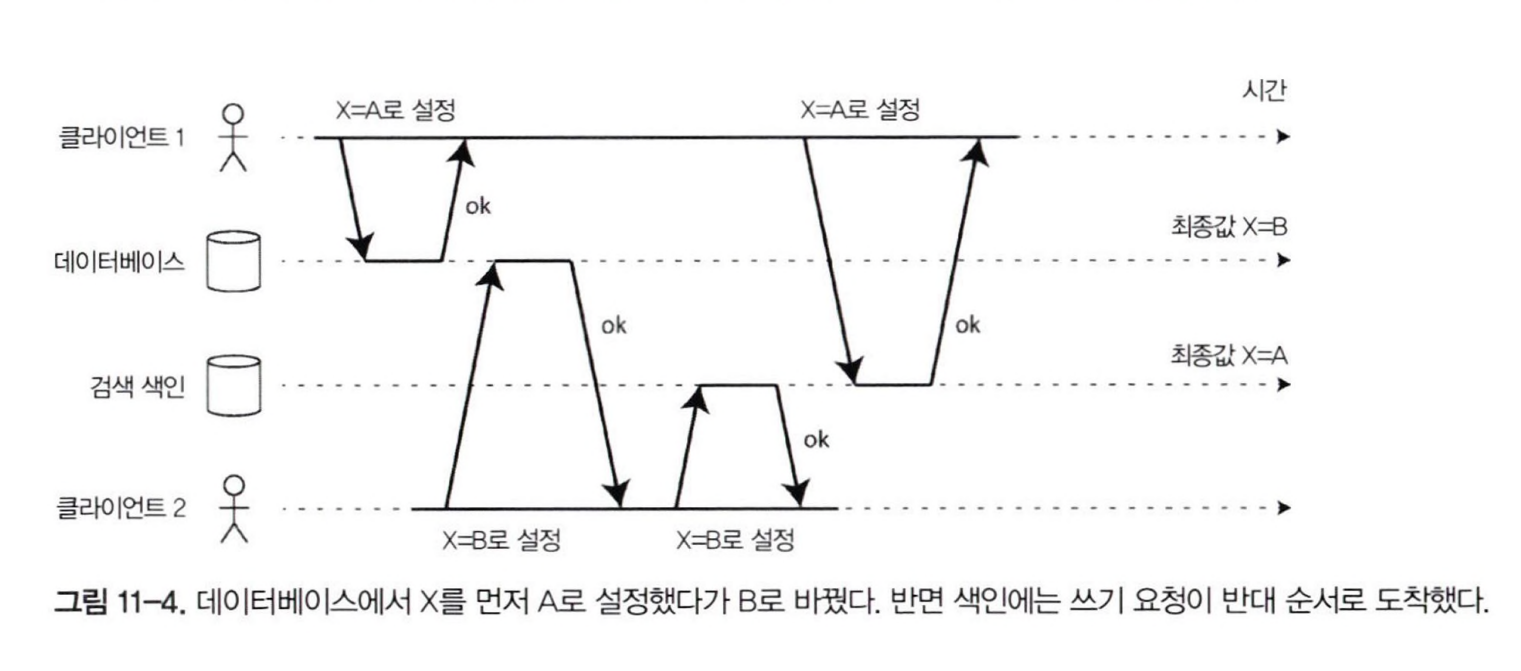 시간
X=A로 설정
X=A로 설정
클라이언트 1
ok
최종값 X=B
데이터베이스
ok
ok
최종값 X=A
검색 색인
ok
클라이언트 2
X=B로 설정
X=B로 설정
그림 11-4. 데이터베이스에서 X를 먼저 A로 설정했다가 B로 바꿨다. 반면 색인에는 쓰기 요청이 반대 순서로 도착했다.